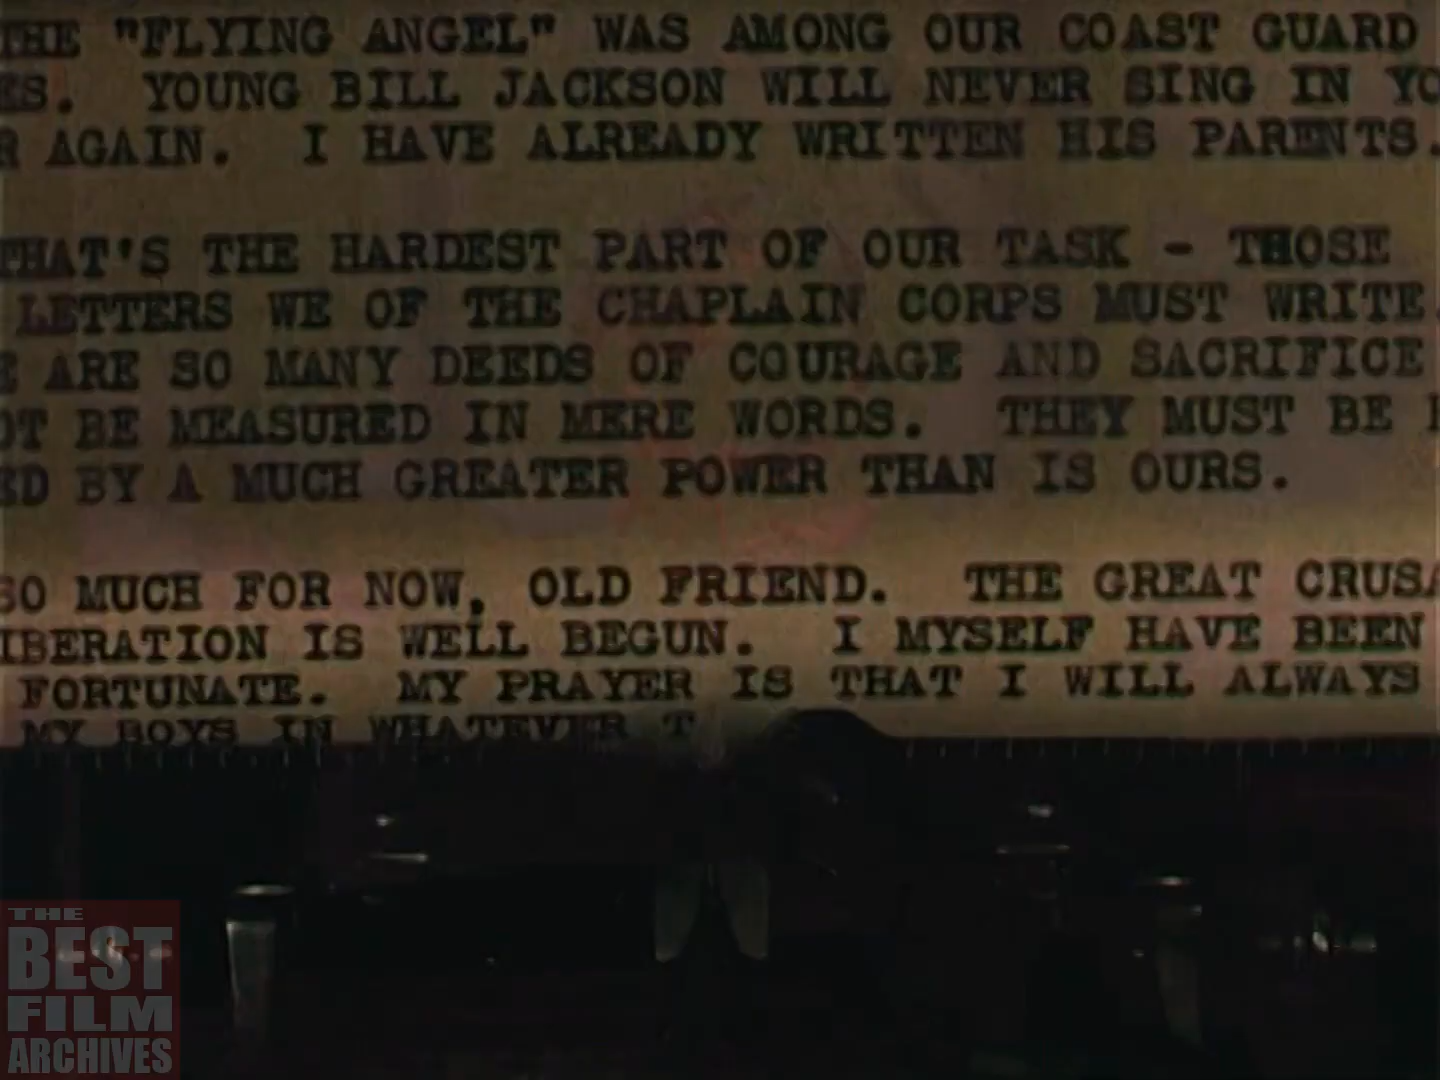 THE "FLYING ANGEL" WAS AMONG OUR COAST GUARD
ES. YOUNG BILL JACKSON WILL NEVER SING IN YO
R AGAIN. I HAVE ALREADY WRITTEN HIS PARENTS.
THAT'S THE HARDEST PART OF OUR TASK - THOSE
LETTERS WE OF THE CHAPLAIN CORPS MUST WRITE.
E ARE SO MANY DEEDS OF COURAGE AND SACRIFICE
OT BE MEASURED IN MERE WORDS. THEY MUST BE
ED BY A MUCH GREATER POWER THAN IS OURS.
SO MUCH FOR NOW, OLD FRIEND. THE GREAT CRUSA
IBERATION IS WELL BEGUN. I MYSELF HAVE BEEN
FORTUNATE. MY PRAYER IS THAT I WILL ALWAYS
MY BOYS IN WHATEVER T
THE
BEST
FILM
ARCHIVES